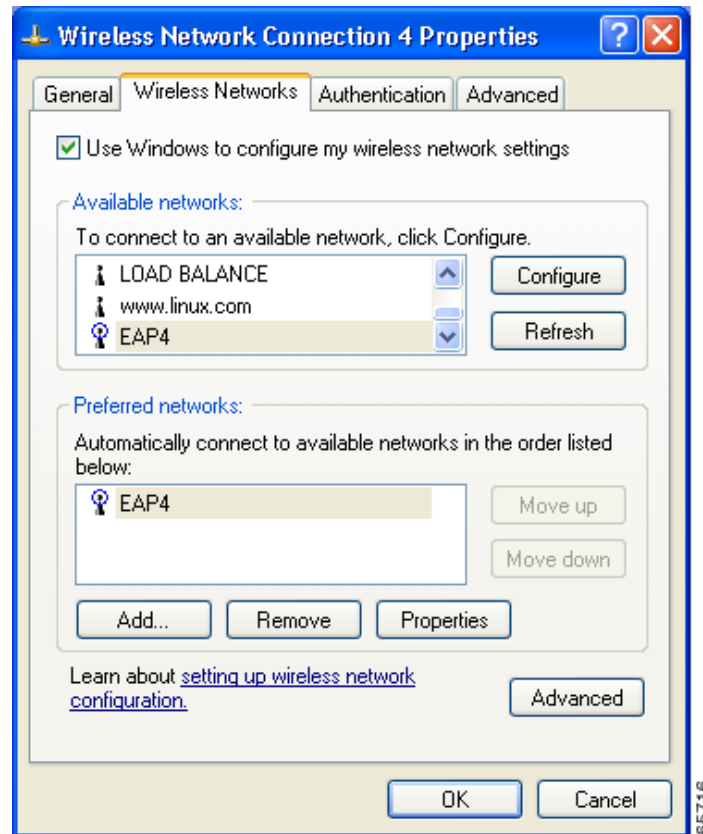 Wireless Network Connection 4 Properties
General Wireless Networks Authentication Advanced
Use Windows to configure my wireless network settings
Available networks:
To connect to an available network, click Configure.
LOAD BALANCE
www.linux.com
EAP4
Configure
Refresh
Preferred networks:
Automatically connect to available networks in the order listed
below:
EAP4
Move up
Move down
Add... Remove Properties
Learn about setting up wireless network
configuration.
Advanced
OK Cancel
65716